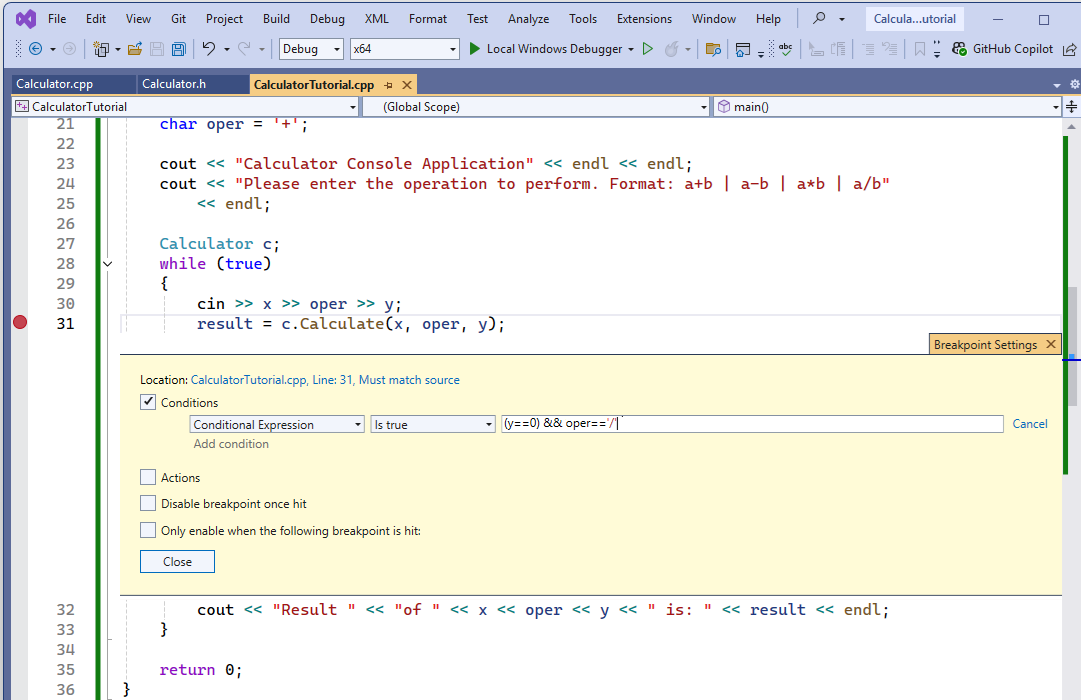 File Edit View Git Project Build Debug XML Format Test Analyze Tools Extensions Window Help Calcula...utorial
Debug x64 Local Windows Debugger abc GitHub Copilot
Calculator.cpp Calculator.h CalculatorTutorial.cpp
CalculatorTutorial (Global Scope) main()
21 char oper = '+';
22
23 cout << "Calculator Console Application" << endl << endl;
24 cout << "Please enter the operation to perform. Format: a+b | a-b | a*b | a/b"
25 << endl;
26
27 Calculator c;
28 while (true)
29 {
30 cin >> x >> oper >> y;
31 result = c.Calculate(x, oper, y);
Breakpoint Settings
Location: CalculatorTutorial.cpp, Line: 31, Must match source
Conditions
Conditional Expression Is true (y==0) && oper=='/' Cancel
Add condition
Actions
Disable breakpoint once hit
Only enable when the following breakpoint is hit:
Close
32 cout << "Result " << "of " << x << oper << y << " is: " << result << endl;
33 }
34
35 return 0;
36 }